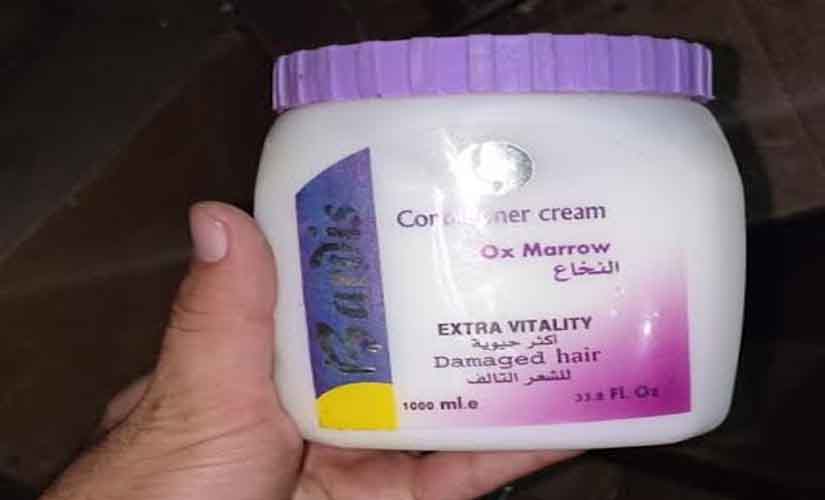 Conditioner cream
Ox Marrow
النخاع
EXTRA VITALITY
أكثر حيوية
Damaged hair
للشعر التالف
1000 ml.e
33.8 Fl. Oz